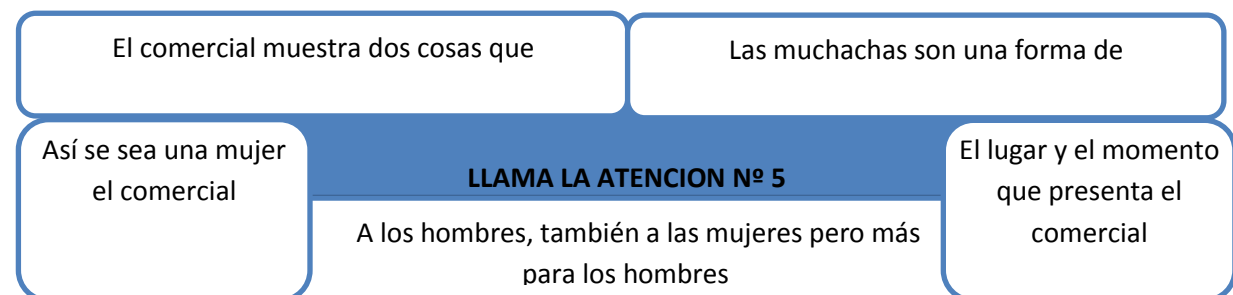 El comercial muestra dos cosas que
Las muchachas son una forma de
Así se sea una mujer
el comercial
LLAMA LA ATENCION Nº 5
El lugar y el momento
que presenta el
comercial
A los hombres, también a las mujeres pero más
para los hombres